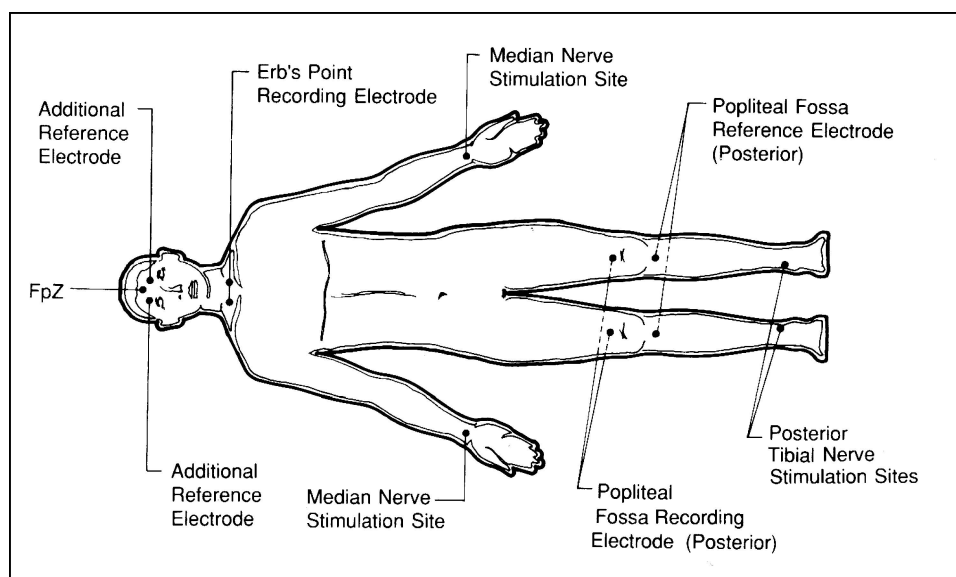 Erb's Point
Recording Electrode
Median Nerve
Stimulation Site
Additional
Reference
Electrode
Popliteal Fossa
Reference Electrode
(Posterior)
FpZ
Additional
Reference
Electrode
Median Nerve
Stimulation Site
Popliteal
Fossa Recording
Electrode (Posterior)
Posterior
Tibial Nerve
Stimulation Sites